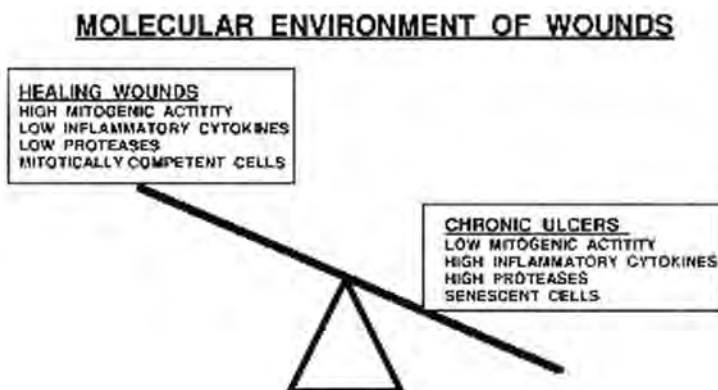 MOLECULAR ENVIRONMENT OF WOUNDS
HEALING WOUNDS
HIGH MITOGENIC ACTITITY
LOW INFLAMMATORY CYTOKINES
LOW PROTEASES
MITOTICALLY COMPETENT CELLS
CHRONIC ULCERS
LOW MITOGENIC ACTITITY
HIGH INFLAMMATORY CYTOKINES
HIGH PROTEASES
SENESCENT CELLS